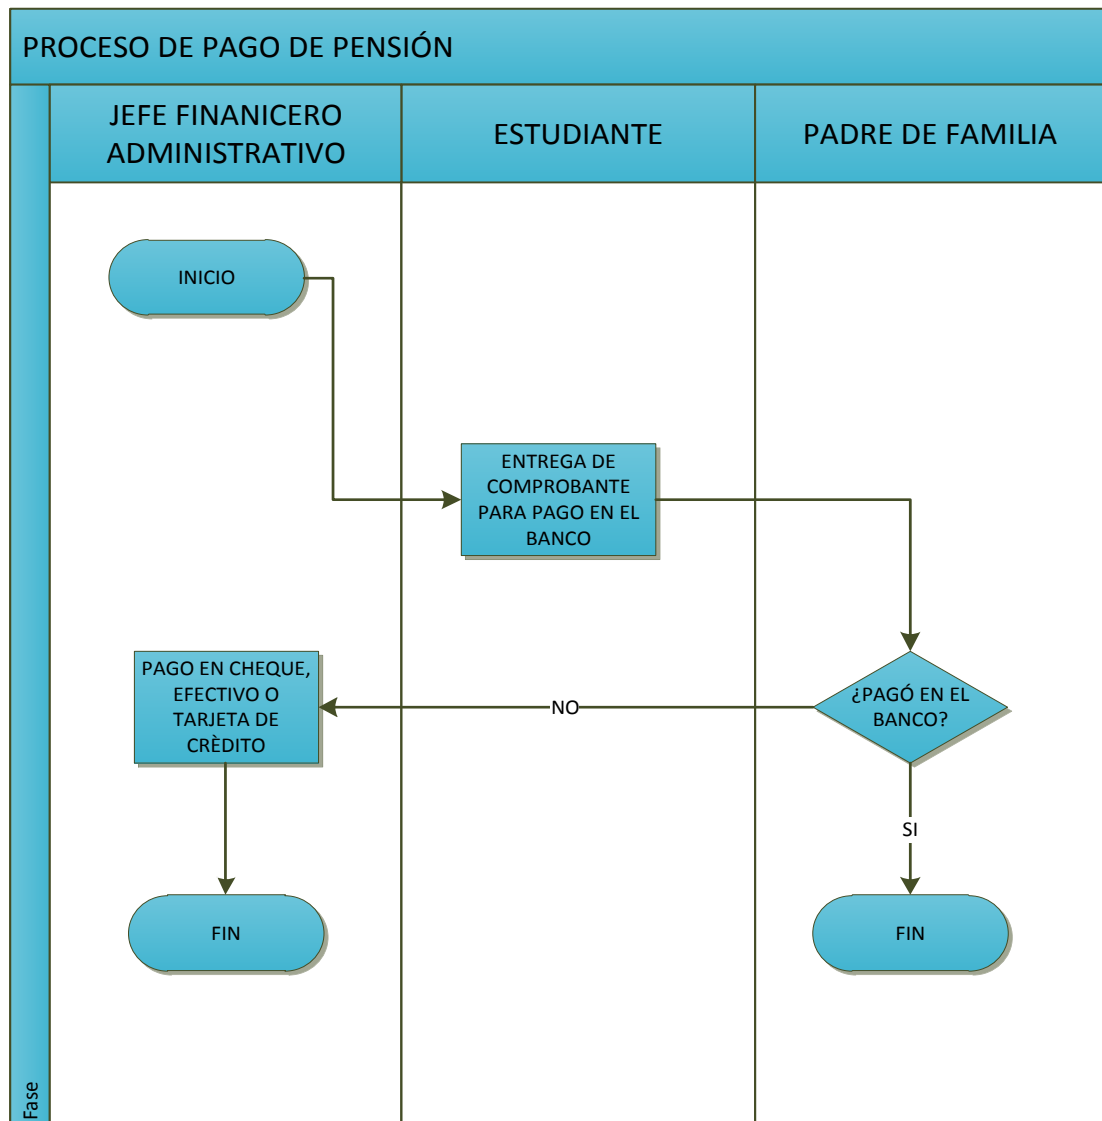 PROCESO DE PAGO DE PENSIÓN
JEFE FINANICERO
ADMINISTRATIVO
ESTUDIANTE
PADRE DE FAMILIA
INICIO
ENTREGA DE
COMPROBANTE
PARA PAGO EN EL
BANCO
PAGO EN CHEQUE,
EFECTIVO O
TARJETA DE
CRÈDITO
NO
¿PAGÓ EN EL
BANCO?
SI
FIN
FIN
Fase